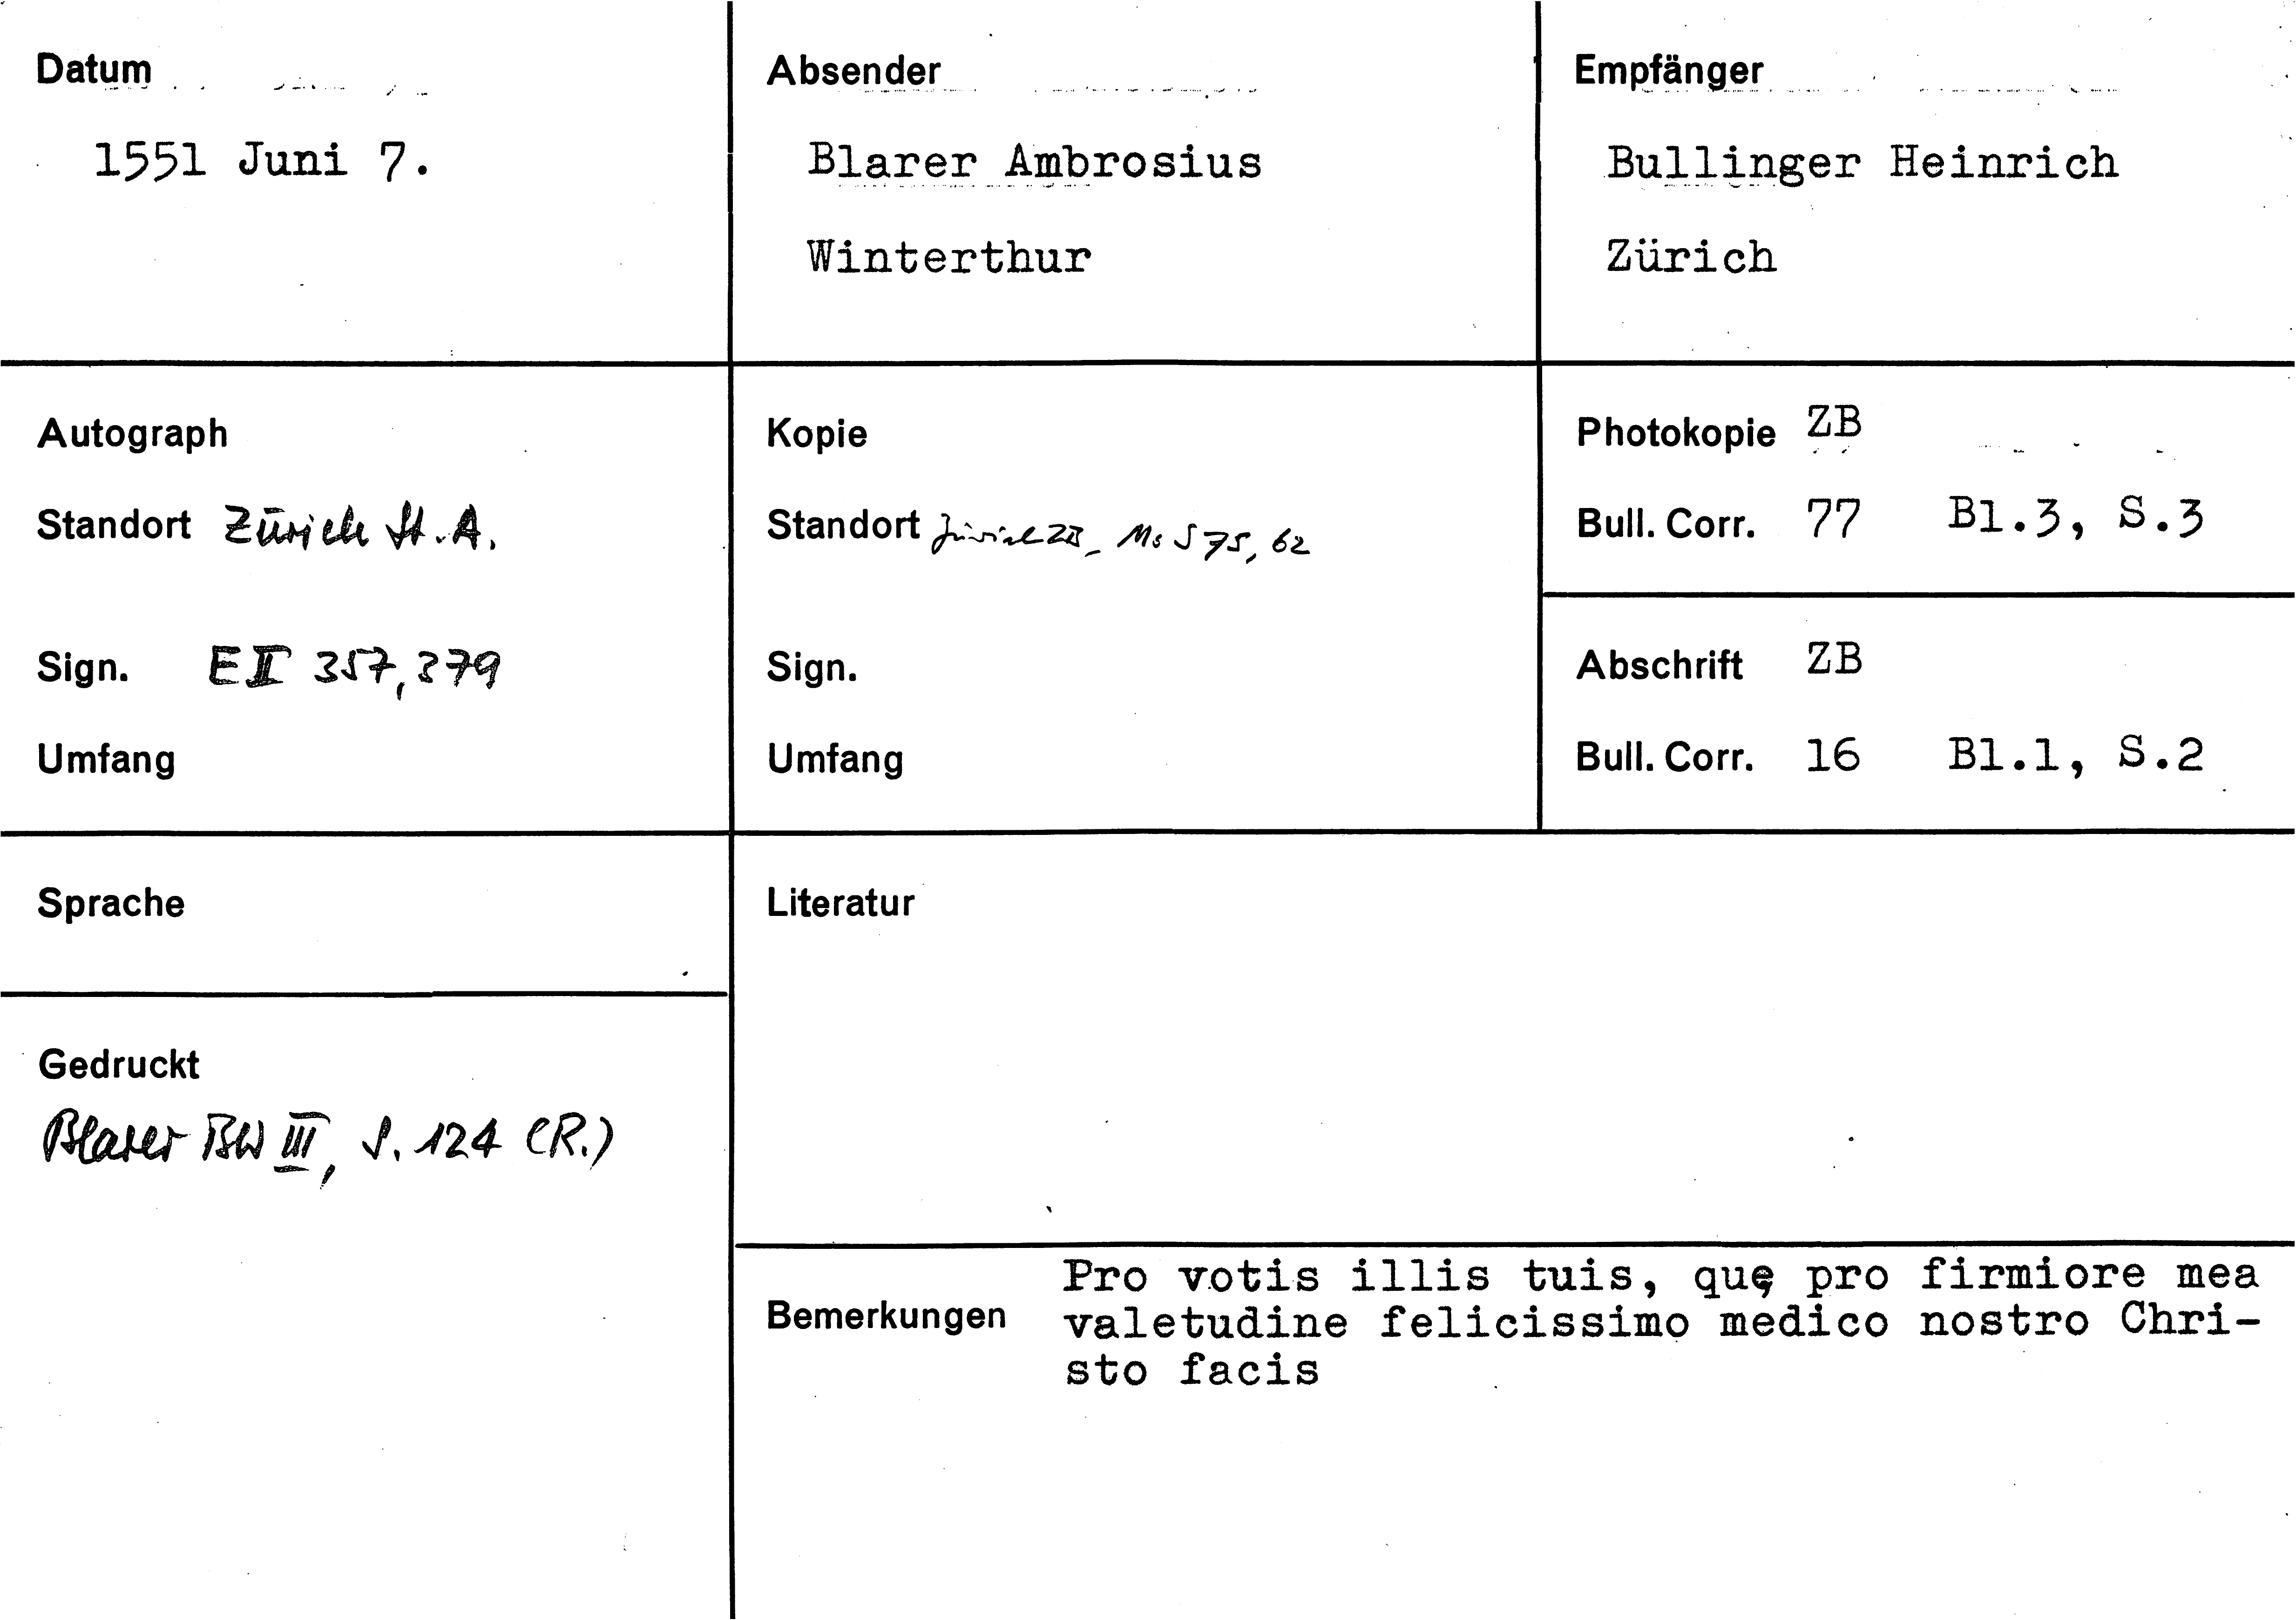 Datum
1551 Juni 7.
Absender
Blarer Ambrosius
Winterthur
Empfänger
Bullinger Heinrich
Zürich
Autograph
Standort Zürich St.A.
Sign. E II 357, 379
Umfang
Kopie
Standort Zürich ZB, Ms S 75, 62
Sign.
Umfang
Photokopie ZB
Bull. Corr. 77 Bl.3, S.3
Abschrift ZB
Bull. Corr. 16 Bl.1, S.2
Sprache
Gedruckt
Blarer BW III, S. 124 (R.)
Literatur
Bemerkungen
Pro votis illis tuis, quę pro firmiore mea
valetudine felicissimo medico nostro Chri-
sto facis